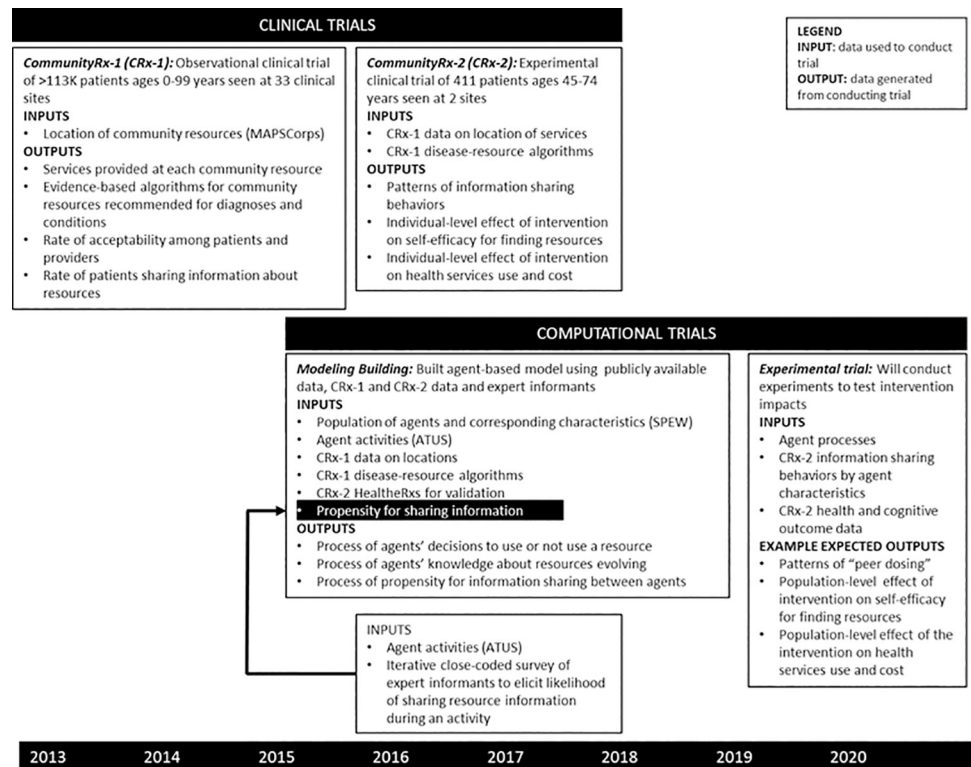 CLINICAL TRIALS
CommunityRx-1 (CRx-1): Observational clinical trial
of >113K patients ages 0-99 years seen at 33 clinical
sites
INPUTS
• Location of community resources (MAPSCorps)
OUTPUTS
• Services provided at each community resource
• Evidence-based algorithms for community
resources recommended for diagnoses and
conditions
• Rate of acceptability among patients and
providers
• Rate of patients sharing information about
resources
CommunityRx-2 (CRx-2): Experimental
clinical trial of 411 patients ages 45-74
years seen at 2 sites
INPUTS
• CRx-1 data on location of services
• CRx-1 disease-resource algorithms
OUTPUTS
• Patterns of information sharing
behaviors
• Individual-level effect of intervention
on self-efficacy for finding resources
• Individual-level effect of intervention
on health services use and cost
LEGEND
INPUT: data used to conduct
trial
OUTPUT: data generated
from conducting trial
COMPUTATIONAL TRIALS
Modeling Building: Built agent-based model using publicly available
data, CRx-1 and CRx-2 data and expert informants
INPUTS
• Population of agents and corresponding characteristics (SPEW)
• Agent activities (ATUS)
• CRx-1 data on locations
• CRx-1 disease-resource algorithms
• CRx-2 HealtheRxs for validation
• Propensity for sharing information
OUTPUTS
• Process of agents' decisions to use or not use a resource
• Process of agents' knowledge about resources evolving
• Process of propensity for information sharing between agents
Experimental trial: Will conduct
experiments to test intervention
impacts
INPUTS
• Agent processes
• CRx-2 information sharing
behaviors by agent
characteristics
• CRx-2 health and cognitive
outcome data
EXAMPLE EXPECTED OUTPUTS
• Patterns of "peer dosing"
• Population-level effect of
intervention on self-efficacy
for finding resources
• Population-level effect of the
intervention on health
services use and cost
INPUTS
• Agent activities (ATUS)
• Iterative close-coded survey of
expert informants to elicit likelihood
of sharing resource information
during an activity
2013 2014 2015 2016 2017 2018 2019 2020